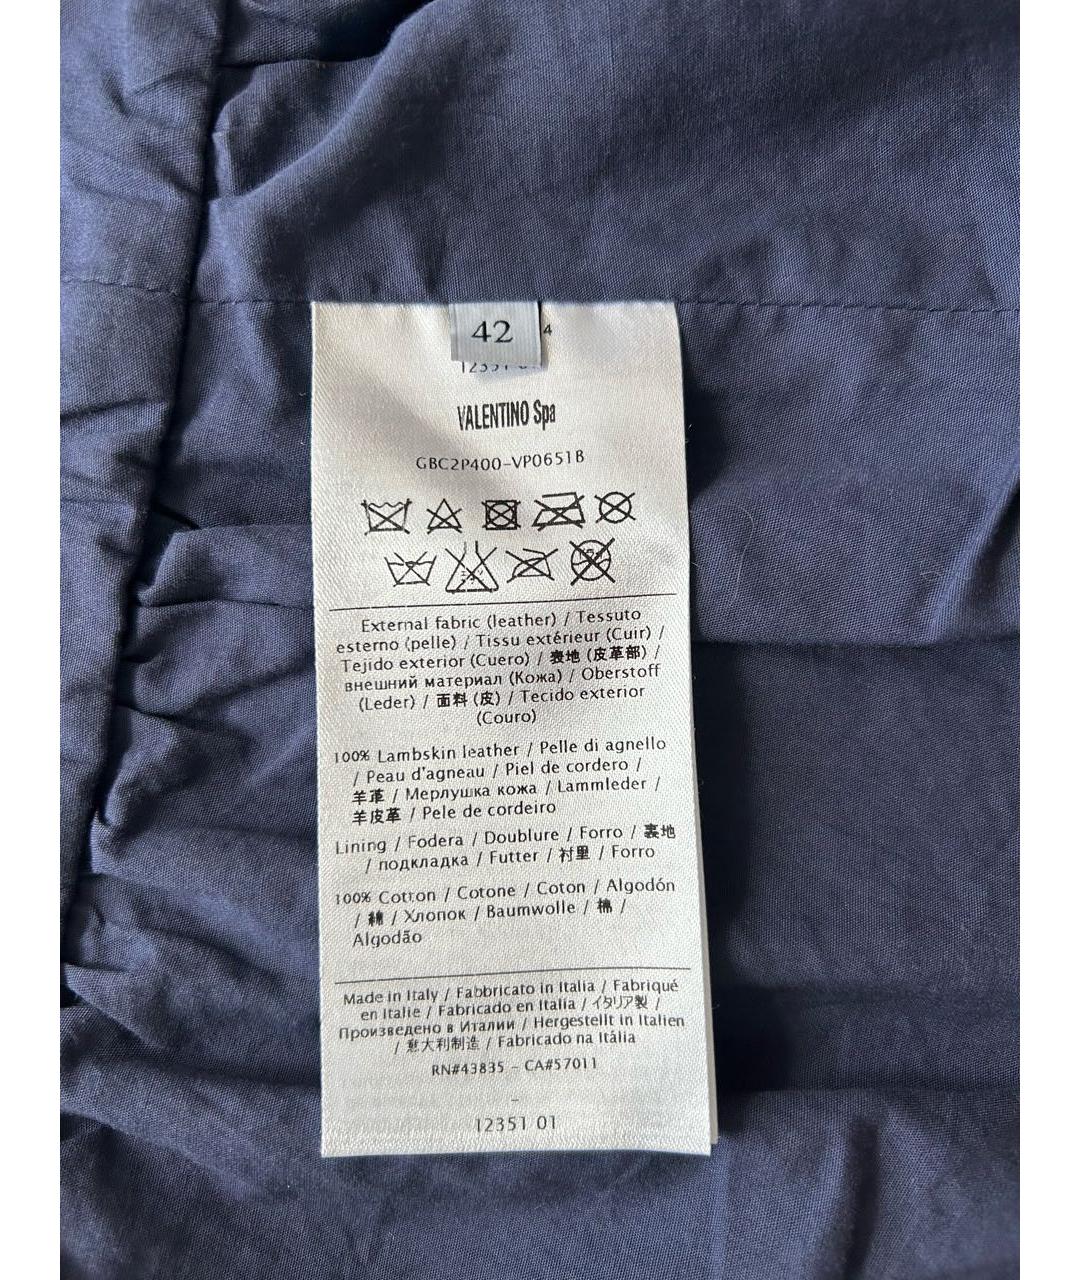 42
4
VALENTINO Spa
GBC2P400-VP0651B
External fabric (leather) / Tessuto
esterno (pelle) / Tissu extérieur (Cuir) /
Tejido exterior (Cuero) / 表地 (皮革部) /
внешний материал (Кожа) / Oberstoff
(Leder) / 面料 (皮) / Tecido exterior
(Couro)
100% Lambskin leather / Pelle di agnello
/ Peau d'agneau / Piel de cordero /
羊革 / Мерлушка кожа / Lammleder /
羊皮革 / Pele de cordeiro
Lining / Fodera / Doublure / Forro / 裏地
/ подкладка / Futter / 衬里 / Forro
100% Cotton / Cotone / Coton / Algodón
/ 綿 / Хлопок / Baumwolle / 棉 /
Algodão
Made in Italy / Fabbricato in Italia / Fabriqué
en Italie / Fabricado en Italia / イタリア製 /
Произведено в Италии / Hergestellt in Italien
/ 意大利制造 / Fabricado na Itália
RN#43835 - CA#57011
-
12351 01